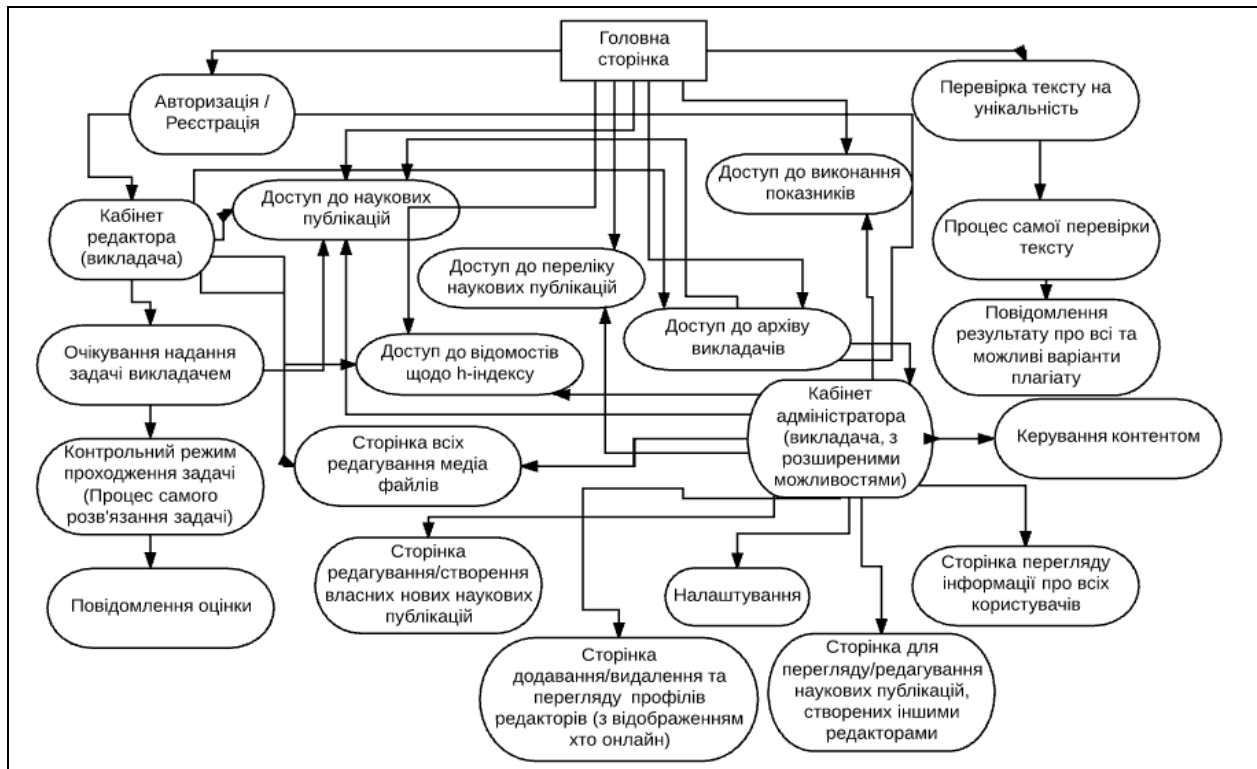 Головна
сторінка
Авторизація /
Реєстрація
Перевірка тексту на
унікальність
Доступ до наукових
публікацій
Доступ до виконання
показників
Кабінет
редактора
(викладача)
Процес самої перевірки
тексту
Доступ до переліку
наукових публікацій
Доступ до архіву
викладачів
Повідомлення
результату про всі та
можливі варіанти
плагіату
Очікування надання
задачі викладачем
Доступ до відомостів
щодо h-індексу
Кабінет
адміністратора
(викладача, з
розширеними
можливостями)
Керування контентом
Контрольний режим
проходження задачі
(Процес самого
розв'язання задачі)
Сторінка всіх
редагування медіа
файлів
Сторінка
редагування/створення
власних нових наукових
публікацій
Налаштування
Сторінка перегляду
інформації про всіх
користувачів
Повідомлення оцінки
Сторінка
додавання/видалення та
перегляду профілів
редакторів (з відображенням
хто онлайн)
Сторінка для
перегляду/редагування
наукових публікацій,
створених іншими
редакторами